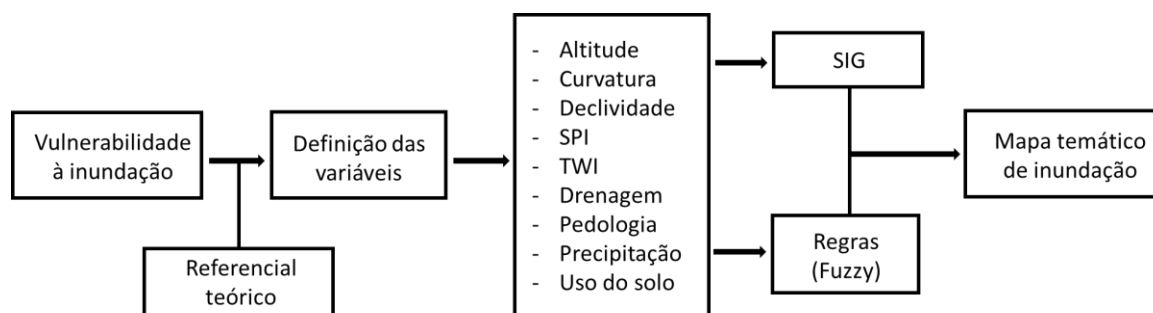 Vulnerabilidade
à inundação
Referencial
teórico
Definição das
variáveis
- Altitude
- Curvatura
- Declividade
- SPI
- TWI
- Drenagem
- Pedologia
- Precipitação
- Uso do solo
SIG
Regras
(Fuzzy)
Mapa temático
de inundação